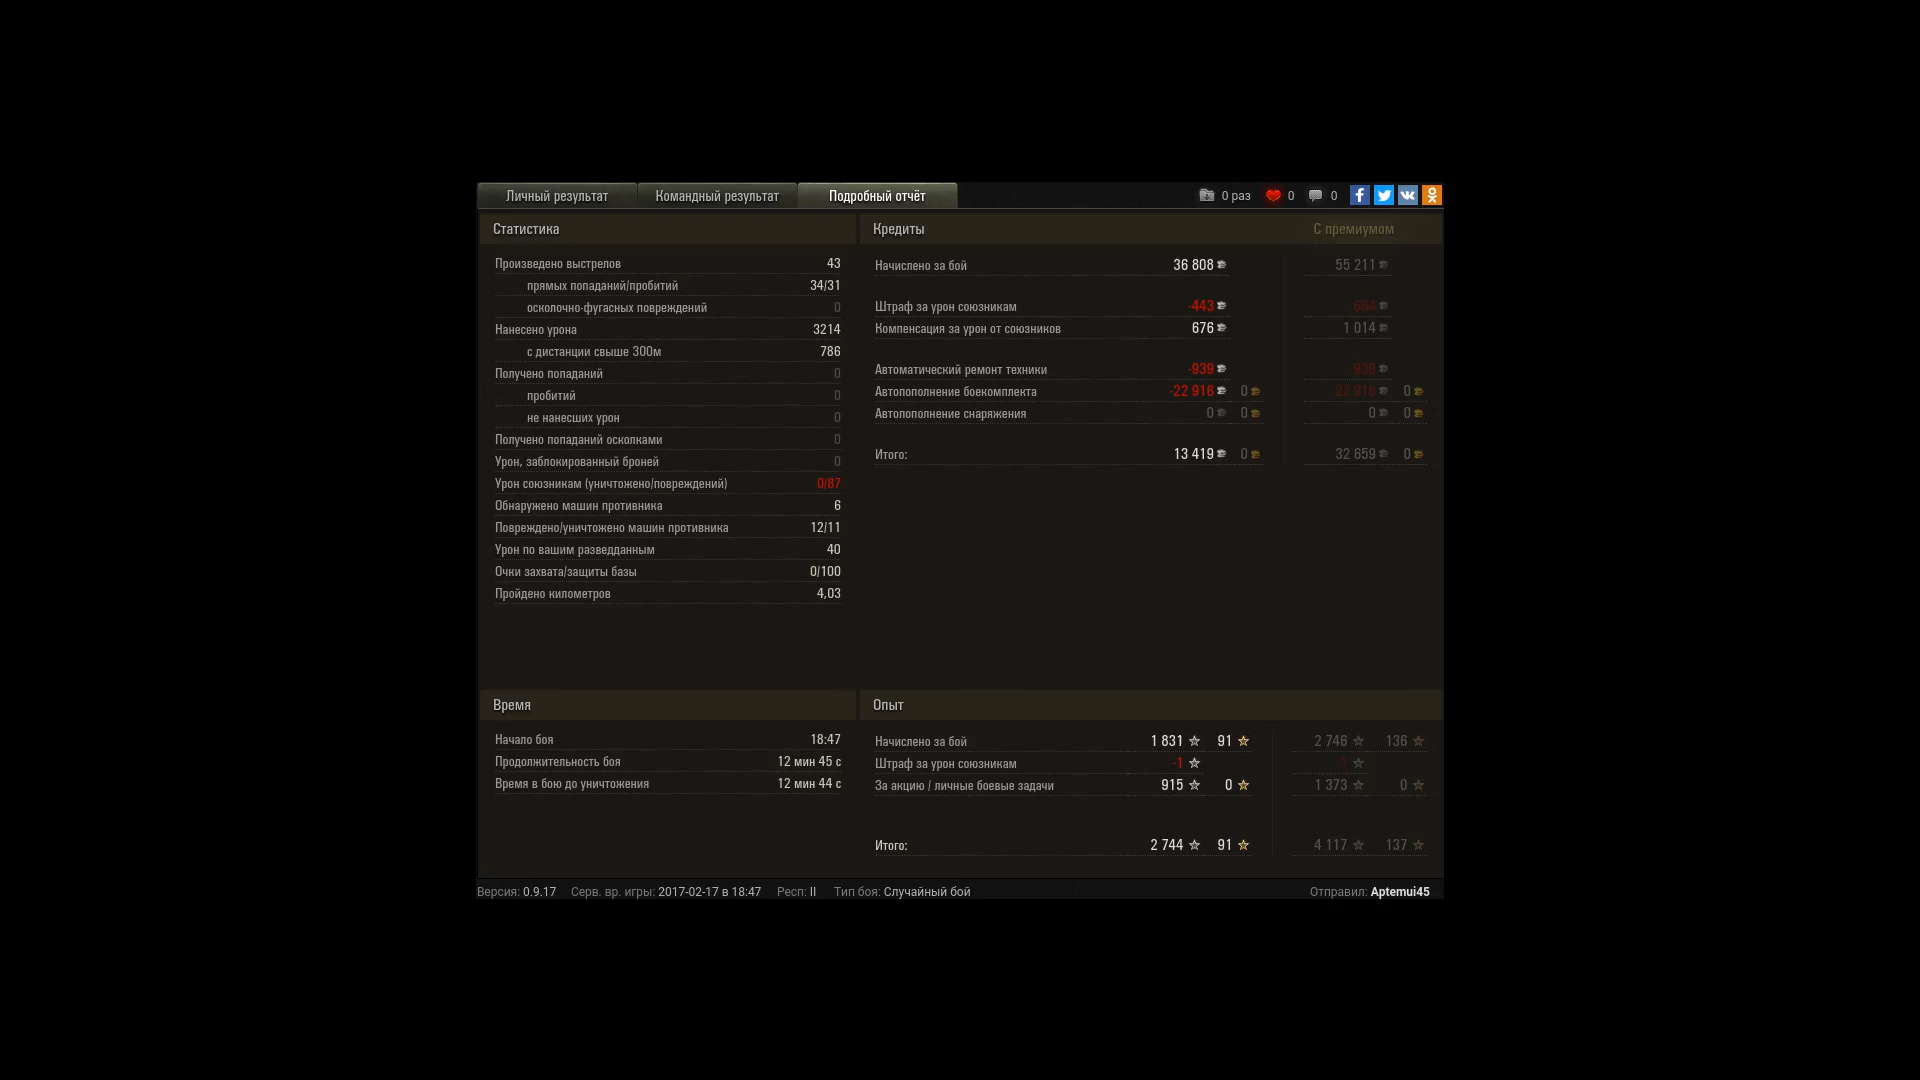 Личный результат Командный результат Подробный отчёт 0 раз 0 0
Статистика
Произведено выстрелов 43
прямых попаданий/пробитий 34/31
осколочно-фугасных повреждений 0
Нанесено урона 3214
с дистанции свыше 300м 786
Получено попаданий 0
пробитий 0
не нанесших урон 0
Получено попаданий осколками 0
Урон, заблокированный броней 0
Урон союзникам (уничтожено/повреждений) 0/87
Обнаружено машин противника 6
Повреждено/уничтожено машин противника 12/11
Урон по вашим разведданным 40
Очки захвата/защиты базы 0/100
Пройдено километров 4,03
Кредиты С премиумом
Начислено за бой 36 808 55 211
Штраф за урон союзникам -443
Компенсация за урон от союзников 676 1 014
Автоматический ремонт техники -939 -939
Автопополнение боекомплекта -22 916 0 -22 916 0
Автопополнение снаряжения 0 0 0 0
Итого: 13 419 0 32 659 0
Время
Начало боя 18:47
Продолжительность боя 12 мин 45 с
Время в бою до уничтожения 12 мин 44 с
Опыт
Начислено за бой 1 831 91 2 746 136
Штраф за урон союзникам -1
За акцию / личные боевые задачи 915 0 1 373 0
Итого: 2 744 91 4 117 137
Версия: 0.9.17 Серв. вр. игры: 2017-02-17 в 18:47 Респ: II Тип боя: Случайный бой Отправил: Aptemui45